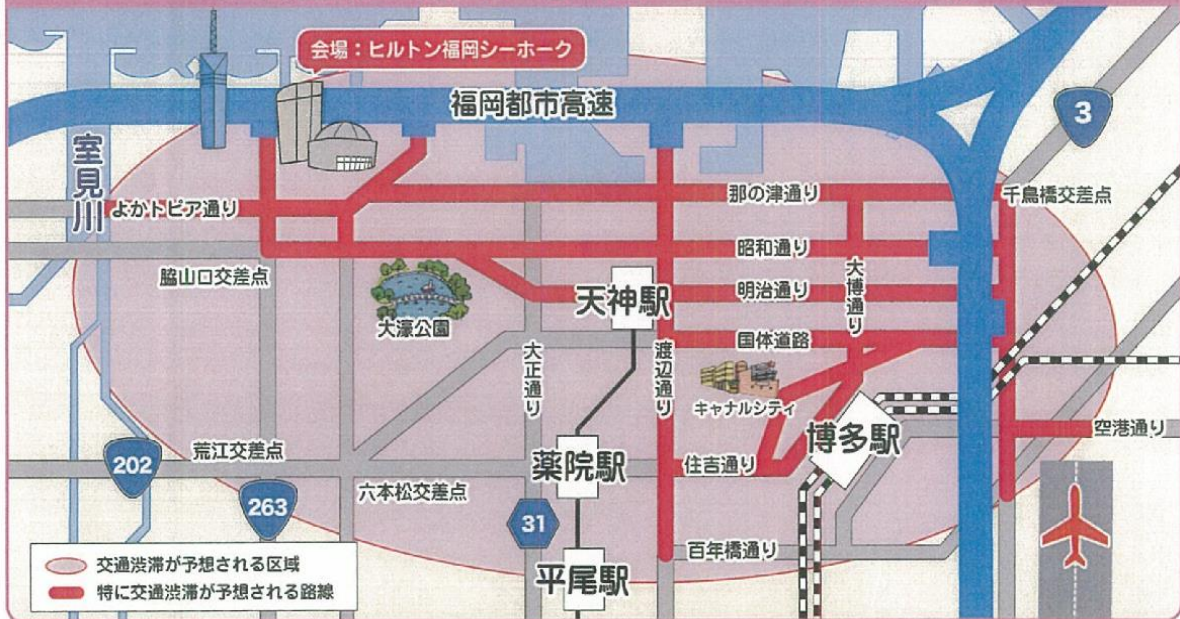 会場：ヒルトン福岡シーホーク
福岡都市高速
3
室見川
よかトピア通り
那の津通り
千鳥橋交差点
昭和通り
脇山口交差点
大濠公園
天神駅
明治通り
大博通り
国体道路
大正通り
渡辺通り
キャナルシティ
博多駅
空港通り
202
荒江交差点
薬院駅
住吉通り
263
六本松交差点
31
百年橋通り
平尾駅
交通渋滞が予想される区域
特に交通渋滞が予想される路線